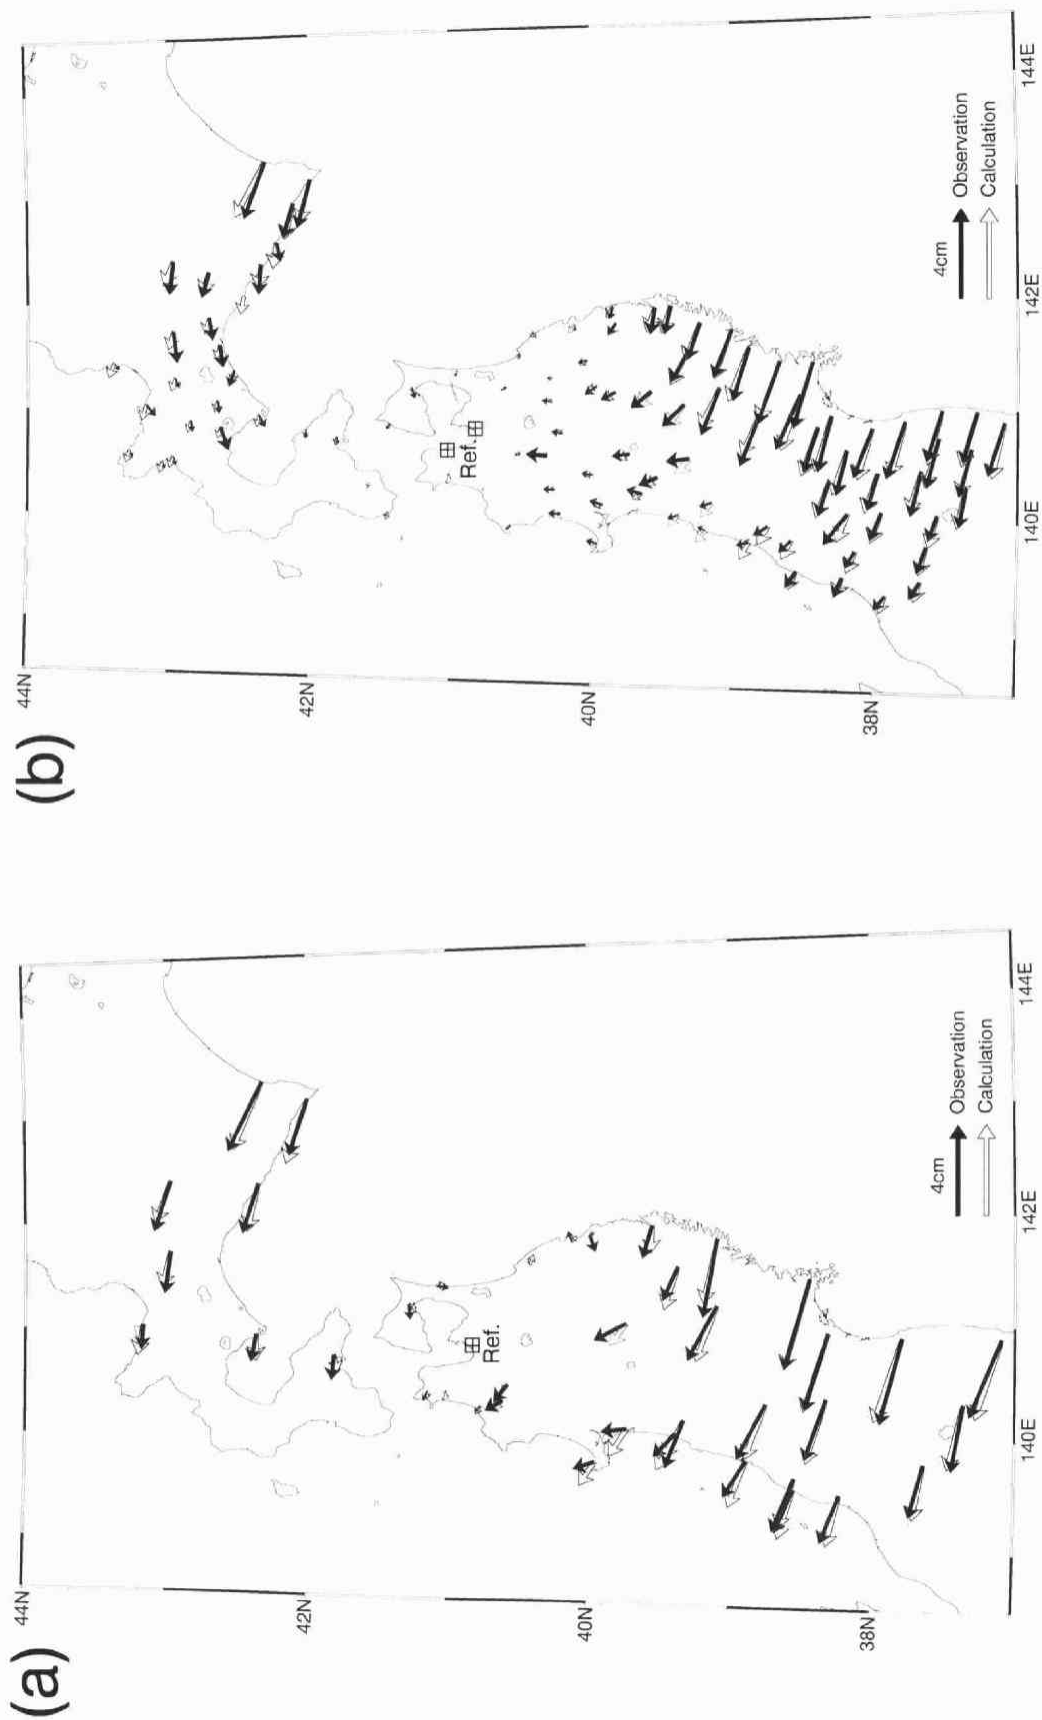 (a)
44N
42N
40N
38N
140E
142E
144E
Ref.
4cm
Observation
Calculation
(b)
44N
42N
40N
38N
140E
142E
144E
Ref.
4cm
Observation
Calculation